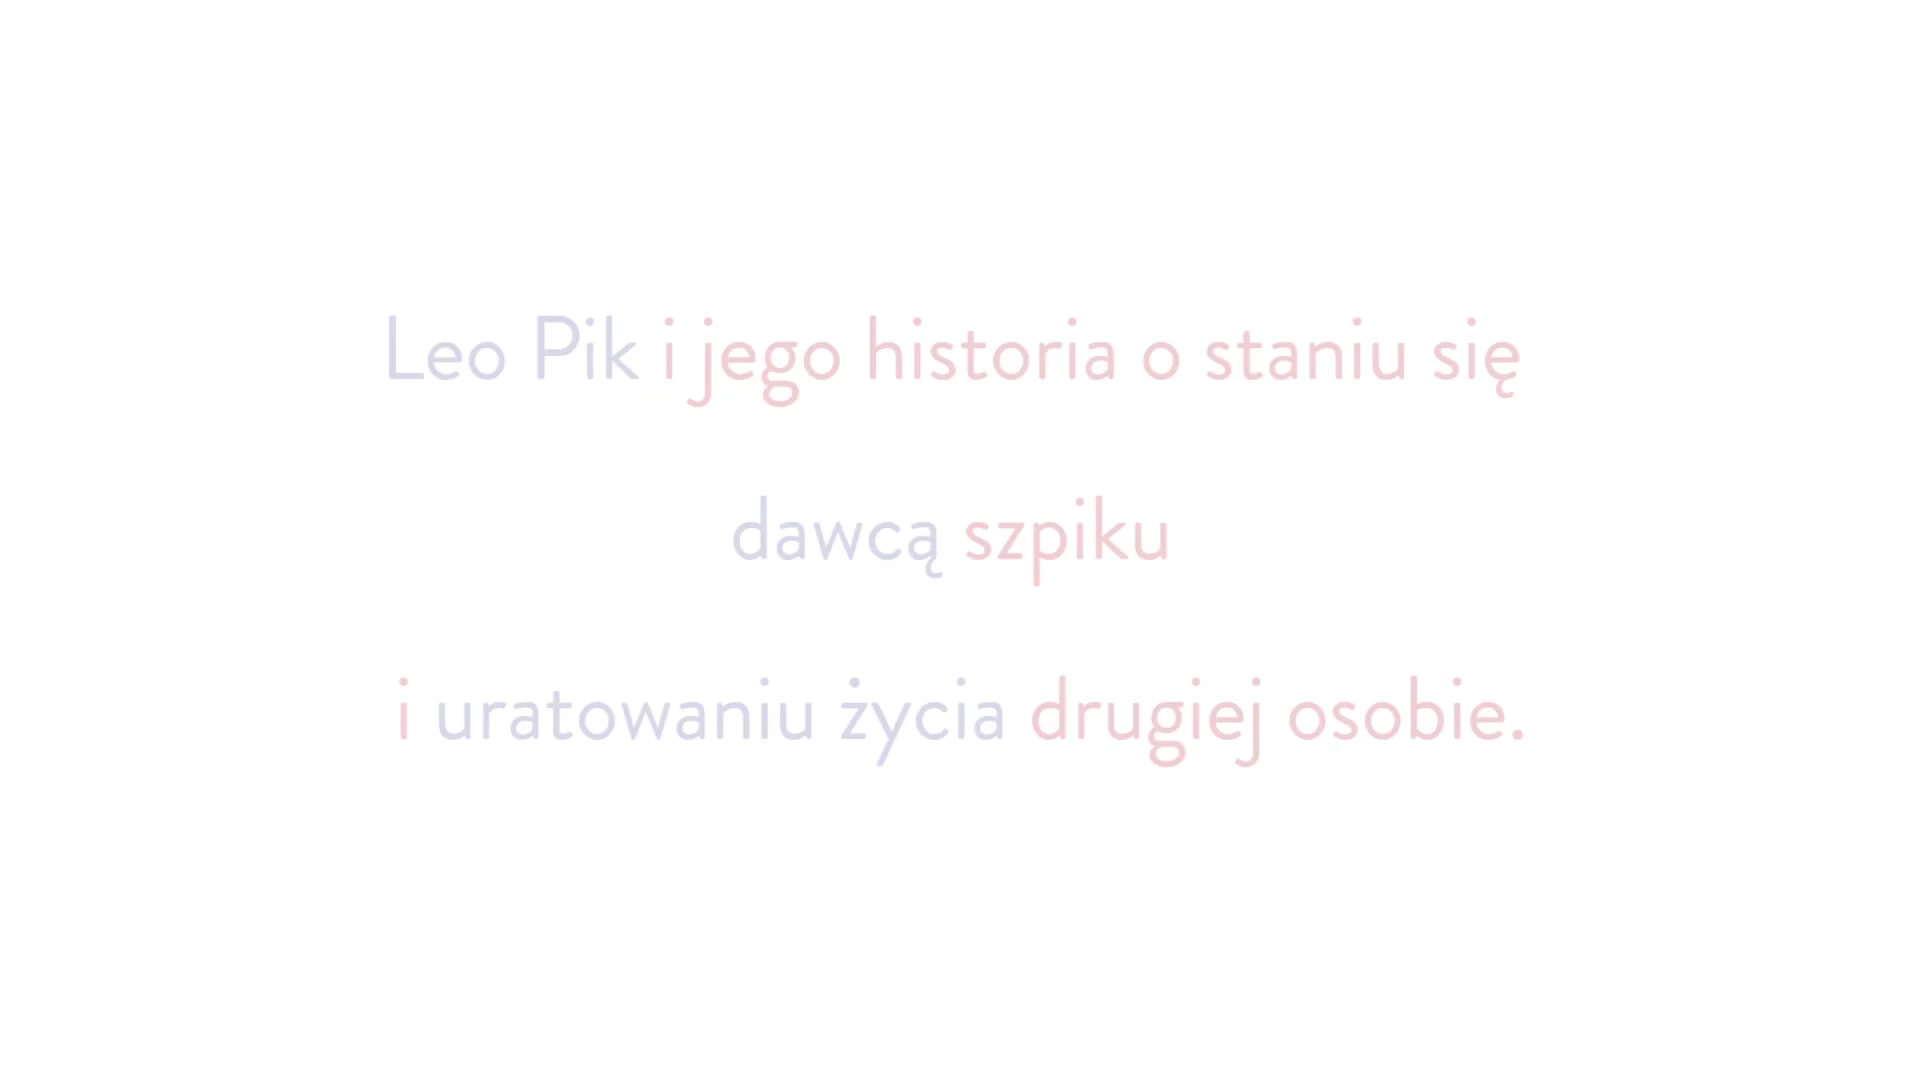 Leo Pik i jego historia o staniu się
dawcą szpiku
i uratowaniu życia drugiej osobie.